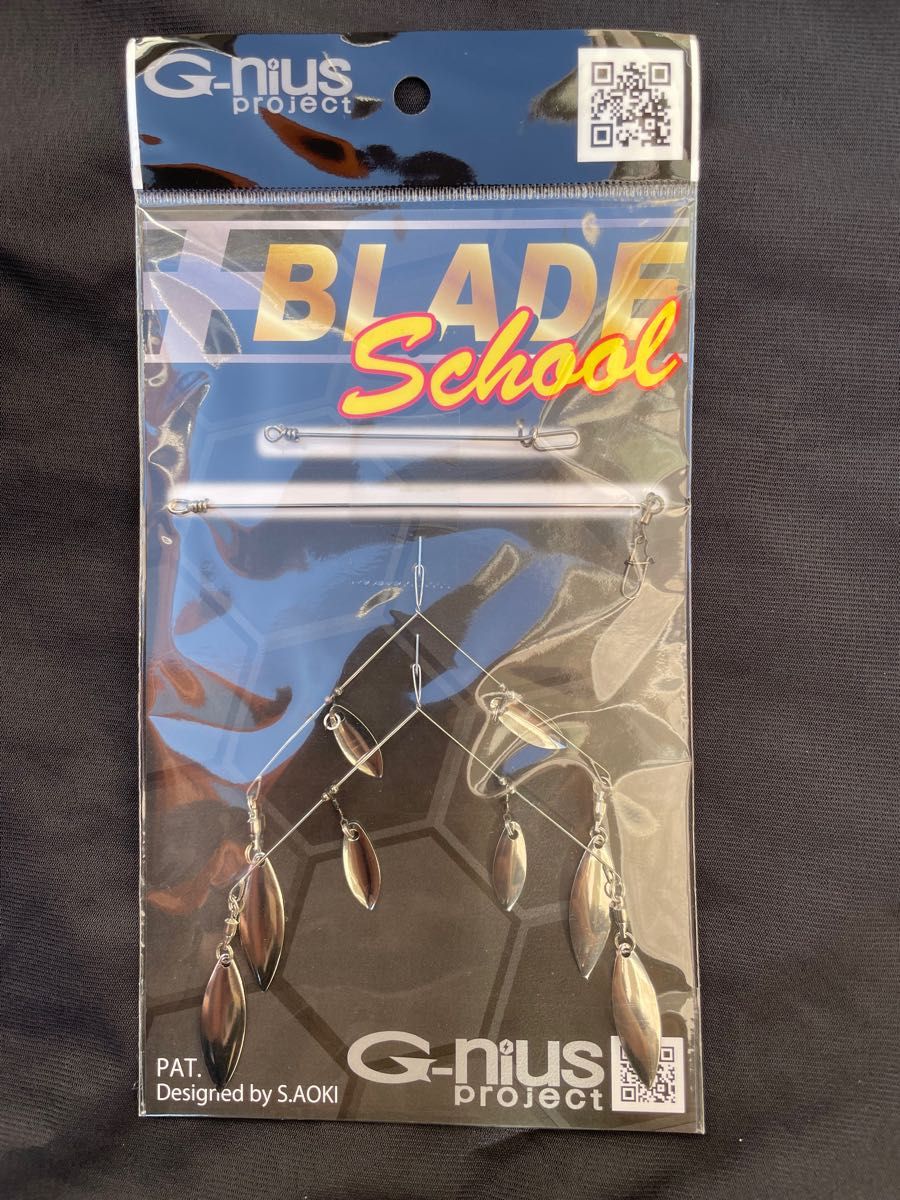 G-nius
project
+BLADE
School
PAT.
Designed by S.AOKI
G-nius
project